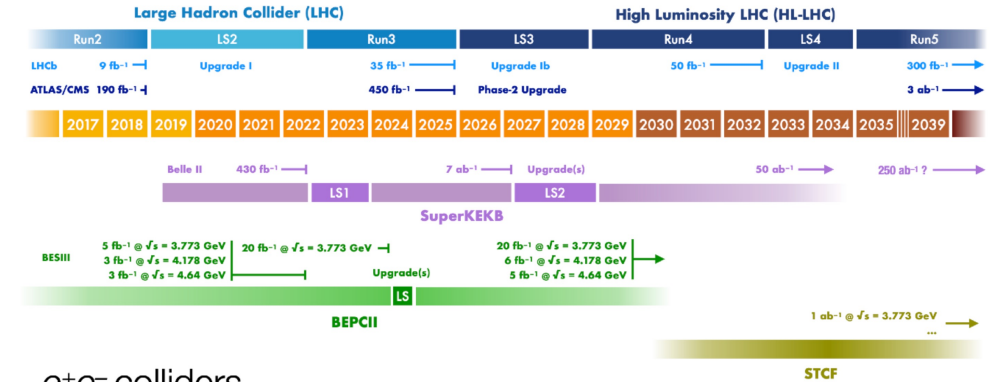 Large Hadron Collider (LHC) High Luminosity LHC (HL-LHC)
Run2 LS2 Run3 LS3 Run4 LS4 Run5
LHCb 9 fb⁻¹ Upgrade I 35 fb⁻¹ Upgrade Ib 50 fb⁻¹ Upgrade II 300 fb⁻¹
ATLAS/CMS 190 fb⁻¹ 450 fb⁻¹ Phase-2 Upgrade 3 ab⁻¹
2017 2018 2019 2020 2021 2022 2023 2024 2025 2026 2027 2028 2029 2030 2031 2032 2033 2034 2035 2039
Belle II 430 fb⁻¹ 7 ab⁻¹ Upgrade(s) 50 ab⁻¹ 250 ab⁻¹ ?
LS1 LS2
SuperKEKB
BESIII
5 fb⁻¹ @ √s = 3.773 GeV
3 fb⁻¹ @ √s = 4.178 GeV
3 fb⁻¹ @ √s = 4.64 GeV
20 fb⁻¹ @ √s = 3.773 GeV
Upgrade(s)
20 fb⁻¹ @ √s = 3.773 GeV
6 fb⁻¹ @ √s = 4.178 GeV
5 fb⁻¹ @ √s = 4.64 GeV
LS
BEPCII
1 ab⁻¹ @ √s = 3.773 GeV
...
STCF
e⁺e⁻ colliders